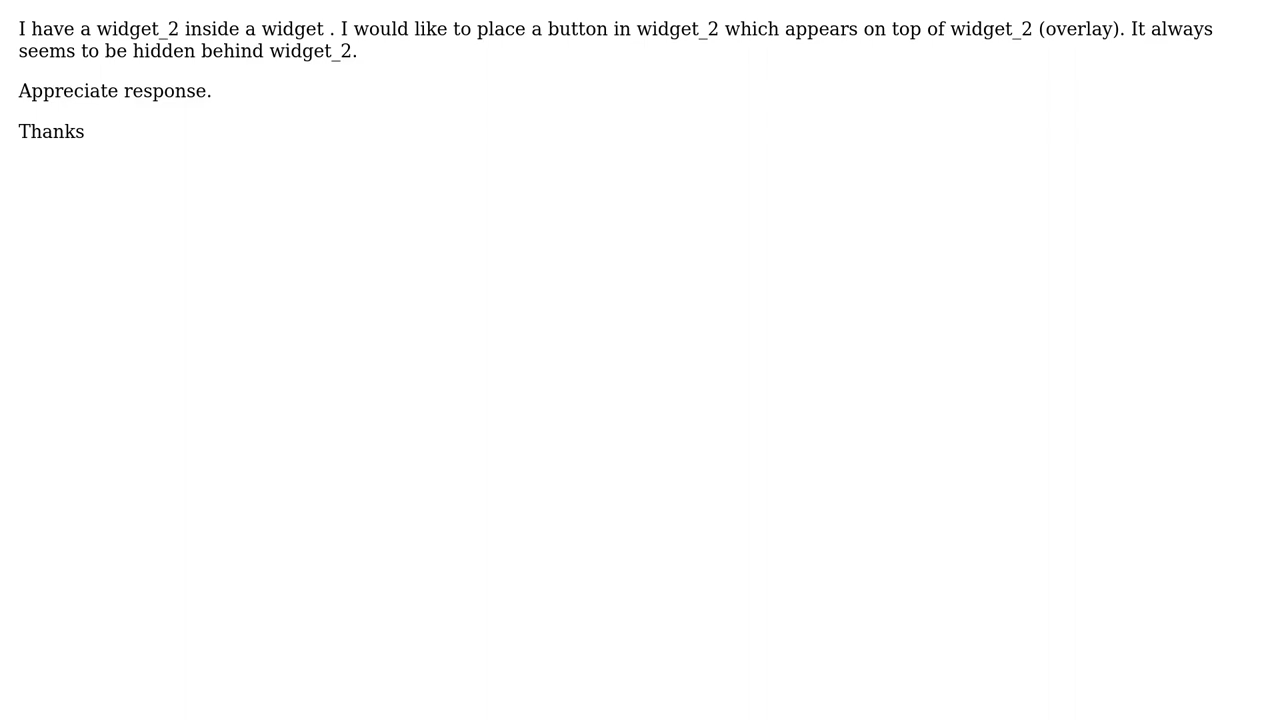 I have a widget_2 inside a widget . I would like to place a button in widget_2 which appears on top of widget_2 (overlay). It always
seems to be hidden behind widget_2.
Appreciate response.
Thanks